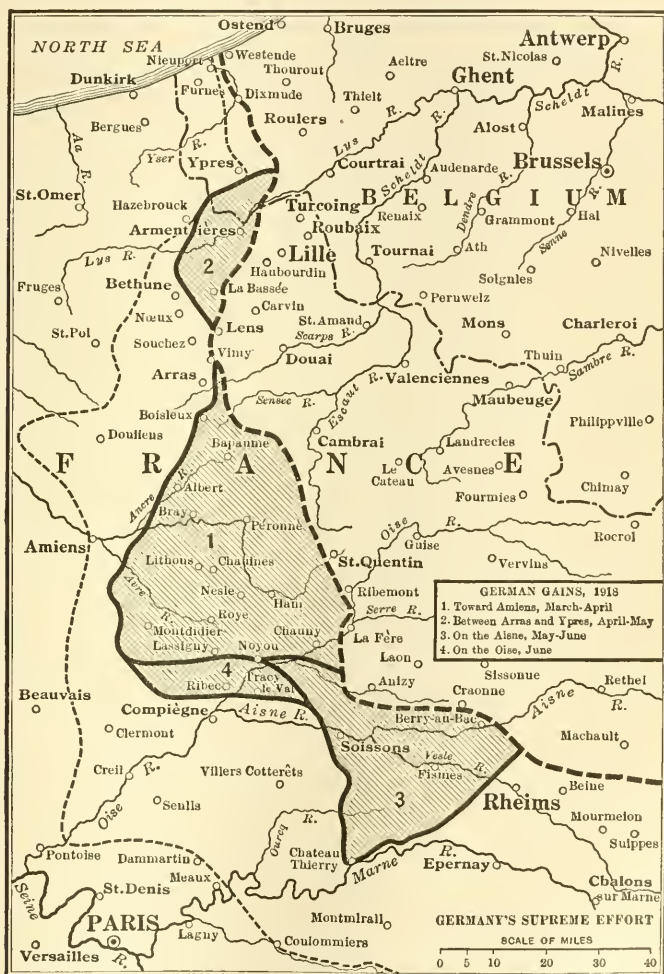 Ostend
Bruges
NORTH SEA
Antwerp
Nieuport
Westende
Thourout
Aeltre
St.Nicolas
Ghent
Dunkirk
Furnes
Dixmude
Thielt
Scheldt
R.
Malines
Bergues
Roulers
Alost
Aa R.
Yser R.
Ypres
Lys R.
Courtrai
Scheldt R.
Audenarde
Brussels
St.Omer
BELGIUM
Hazebrouck
Turcoing
Renaix
Dendre R.
Grammont
Hal
Armentières
Roubaix
Senne R.
Lille
Tournai
Ath
Nivelles
Lys R.
2
Haubourdin
Soignies
Fruges
Bethune
La Bassée
Peruwelz
Nœux
Carvin
St.Amand
Mons
Charleroi
St.Pol
Lens
Scarps R.
Souchez
Vimy
Douai
Thuin
Sambre R.
Arras
Valenciennes
Maubeuge
Boisleux
Sensee R.
Escaut R.
Philippville
Doullens
Bapaume
Cambrai
Landrecies
FRANCE
Le
Cateau
Avesnes
Chimay
Ancre R.
Albert
Fourmies
Bray
Péronne
Oise R.
Rocroi
Amiens
1
Guise
Lithons
Chaulnes
St.Quentin
Vervins
Avre R.
Nesle
Ham
Ribemont
Roye
Serre R.
Montdidier
Chauny
La Fère
Lassigny
Noyon
Laon
Sissonne
4
Tracy
le Val
Anizy
Rethel
Ribec
Craonne
Beauvais
Compiègne
Aisne R.
Berry-au-Bac
Aisne R.
Clermont
Soissons
Machault
Creil
Villers Cotterêts
Vesle R.
Fismes
Oise R.
Senlis
3
Rheims
Beine
Ourcq R.
Mourmelon
Suippes
Pontoise
Dammartin
Chateau
Thierry
Marne R.
Epernay
Chalons
sur Marne
Seine R.
St.Denis
Meaux
PARIS
Lagny
Montmirail
Versailles
Coulommiers
GERMAN GAINS, 1918
1. Toward Amiens, March-April
2. Between Arras and Ypres, April-May
3. On the Aisne, May-June
4. On the Oise, June
GERMANY'S SUPREME EFFORT
SCALE OF MILES
0 5 10 20 30 40